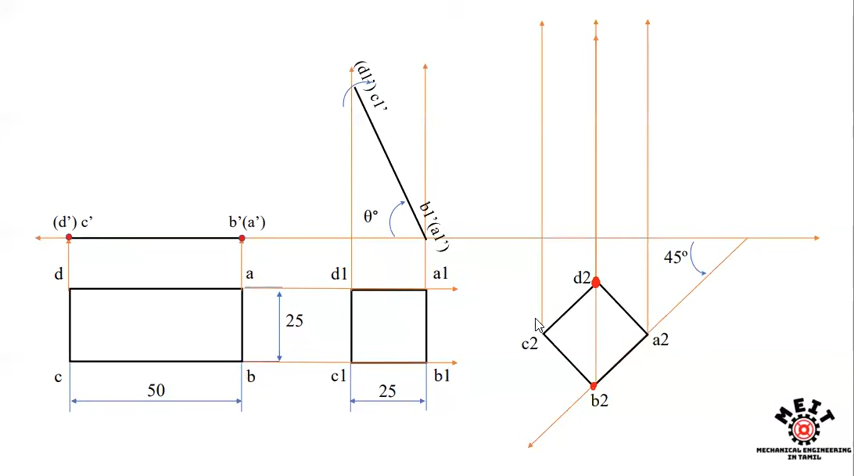 (d1')
c1'
θ°
b1'(a1')
(d') c'
b'(a')
d
a
d1
a1
25
c
b
c1
b1
50
25
45°
d2
c2
a2
b2
MEIT
MECHANICAL ENGINEERING
IN TAMIL